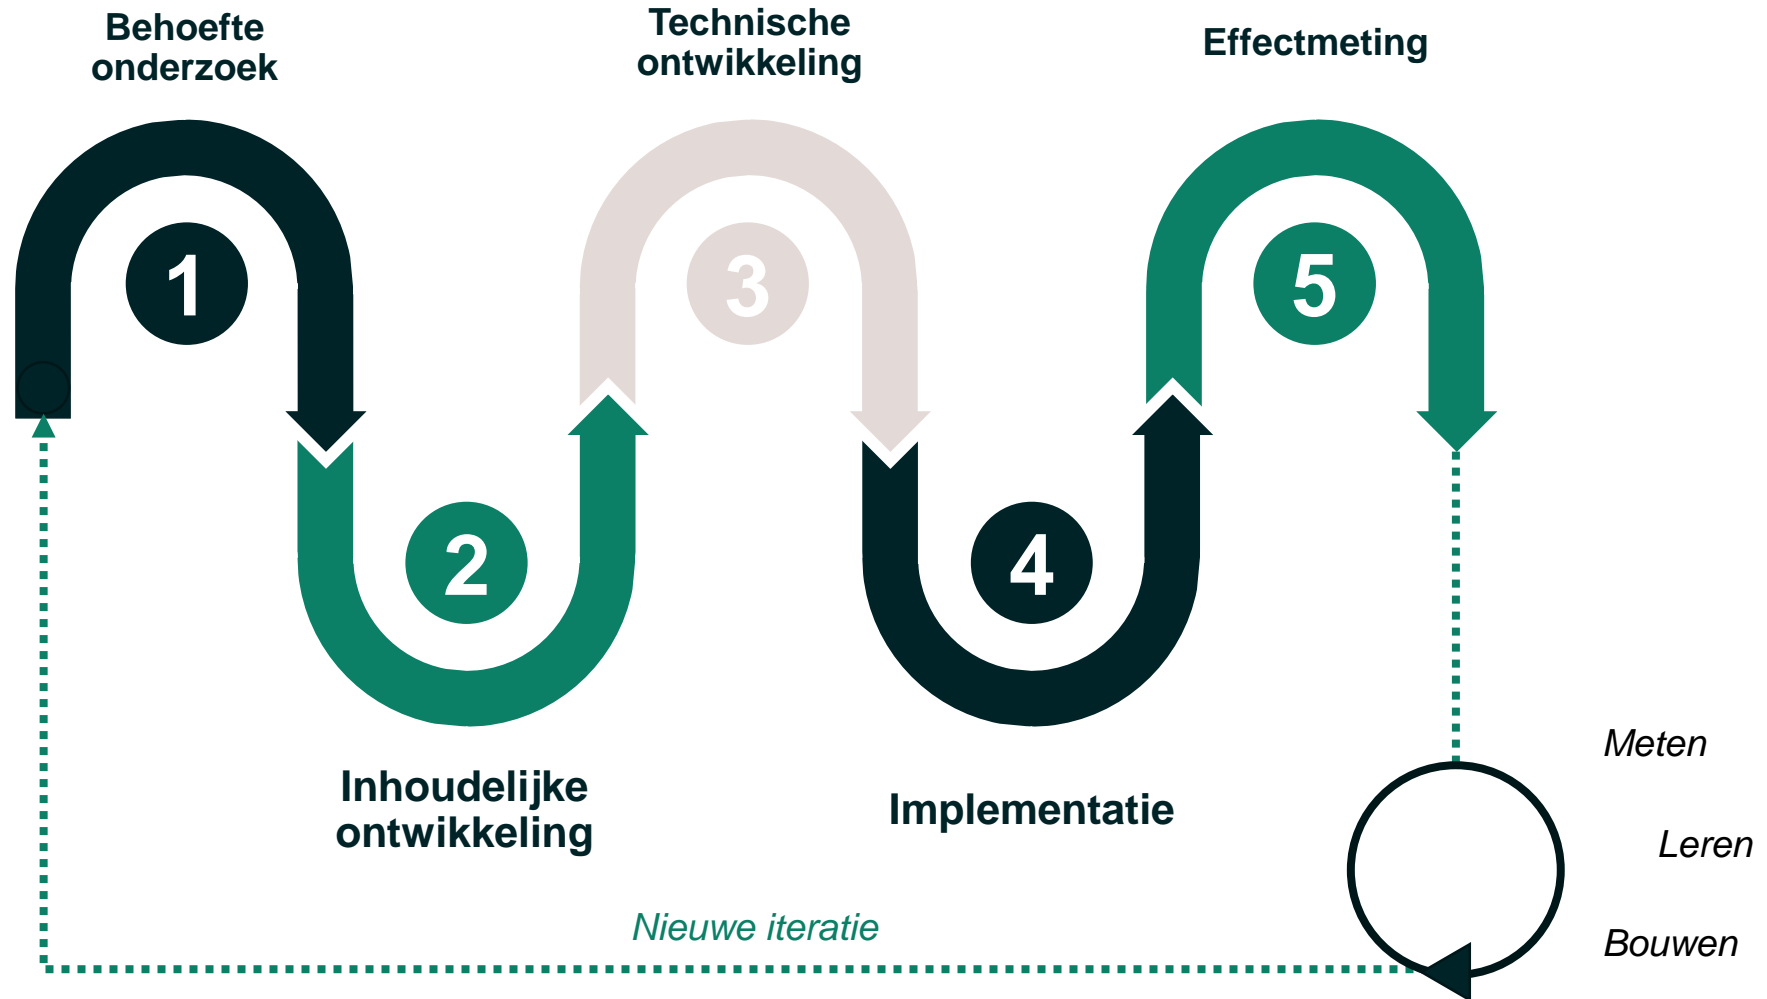 Behoefte
onderzoek
1
Inhoudelijke
ontwikkeling
2
Technische
ontwikkeling
3
Implementatie
4
Effectmeting
5
Meten
Leren
Bouwen
Nieuwe iteratie